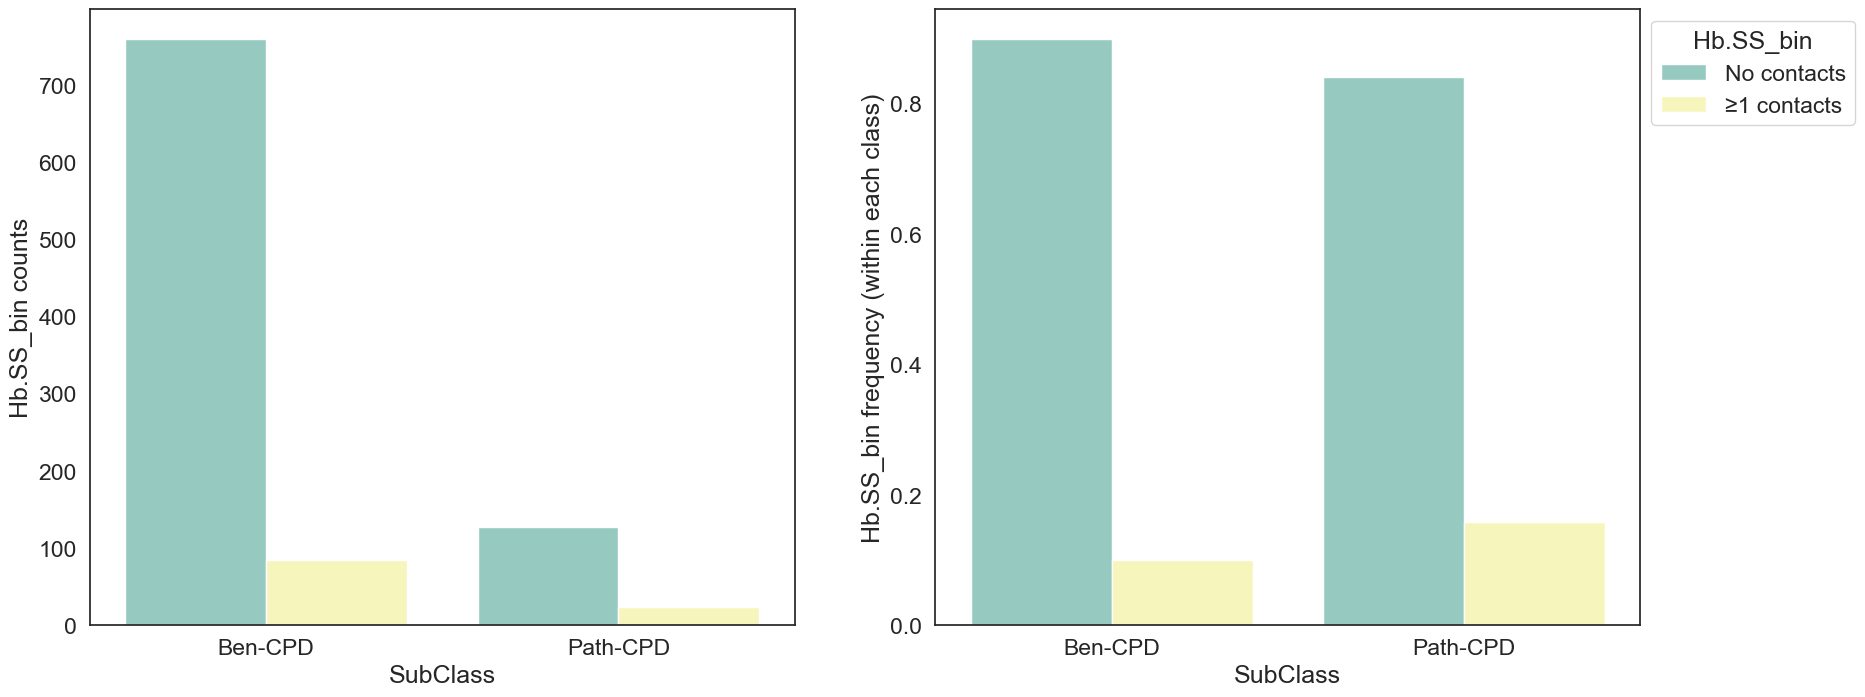 Hb.SS_bin counts
700
600
500
400
300
200
100
0
Ben-CPD
Path-CPD
SubClass
Hb.SS_bin frequency (within each class)
0.8
0.6
0.4
0.2
0.0
Ben-CPD
Path-CPD
SubClass
Hb.SS_bin
No contacts
≥1 contacts